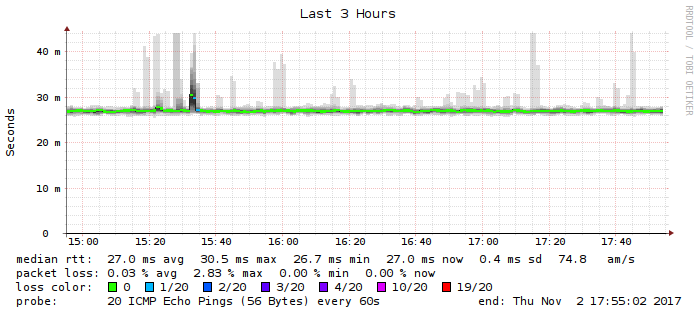 Last 3 Hours
RRDTOOL / TOBI OETIKER
Seconds
40 m
30 m
20 m
10 m
0
15:00 15:20 15:40 16:00 16:20 16:40 17:00 17:20 17:40
median rtt: 27.0 ms avg 30.5 ms max 26.7 ms min 27.0 ms now 0.4 ms sd 74.8 am/s
packet loss: 0.03 % avg 2.83 % max 0.00 % min 0.00 % now
loss color: 0 1/20 2/20 3/20 4/20 10/20 19/20
probe: 20 ICMP Echo Pings (56 Bytes) every 60s end: Thu Nov 2 17:55:02 2017